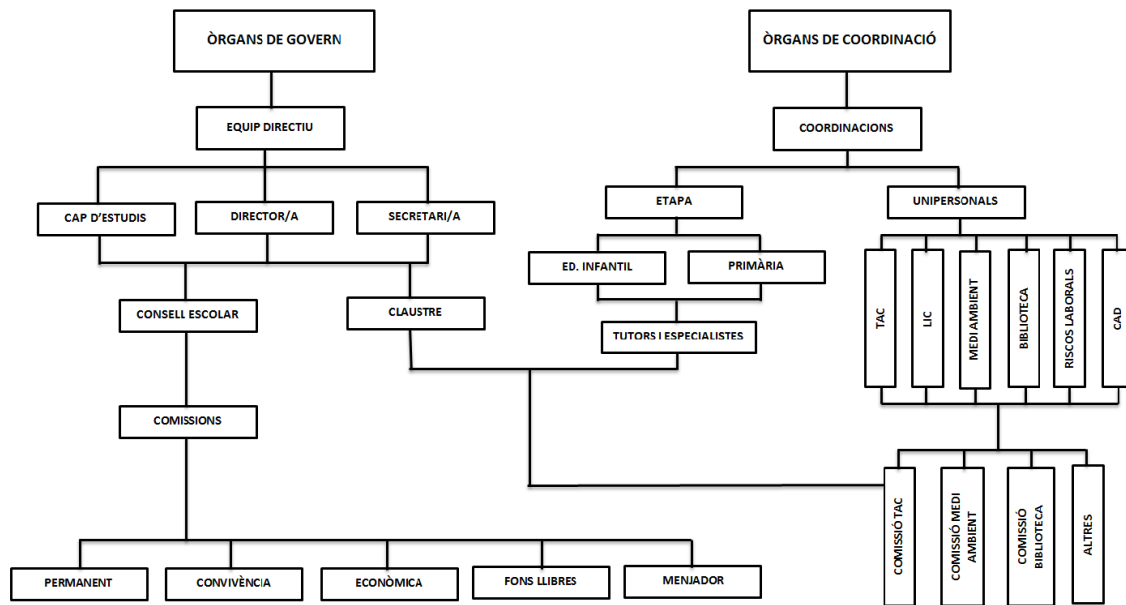 ÒRGANS DE GOVERN
ÒRGANS DE COORDINACIÓ
EQUIP DIRECTIU
COORDINACIONS
CAP D'ESTUDIS
DIRECTOR/A
SECRETARI/A
ETAPA
UNIPERSONALS
ED. INFANTIL
PRIMÀRIA
TAC
LIC
MEDI AMBIENT
BIBLIOTECA
RISCOS LABORALS
CAD
CONSELL ESCOLAR
CLAUSTRE
TUTORS I ESPECIALISTES
COMISSIONS
COMISSIÓ TAC
COMISSIÓ MEDI
AMBIENT
COMISSIÓ
BIBLIOTECA
ALTRES
PERMANENT
CONVIVÈNCIA
ECONÒMICA
FONS LLIBRES
MENJADOR